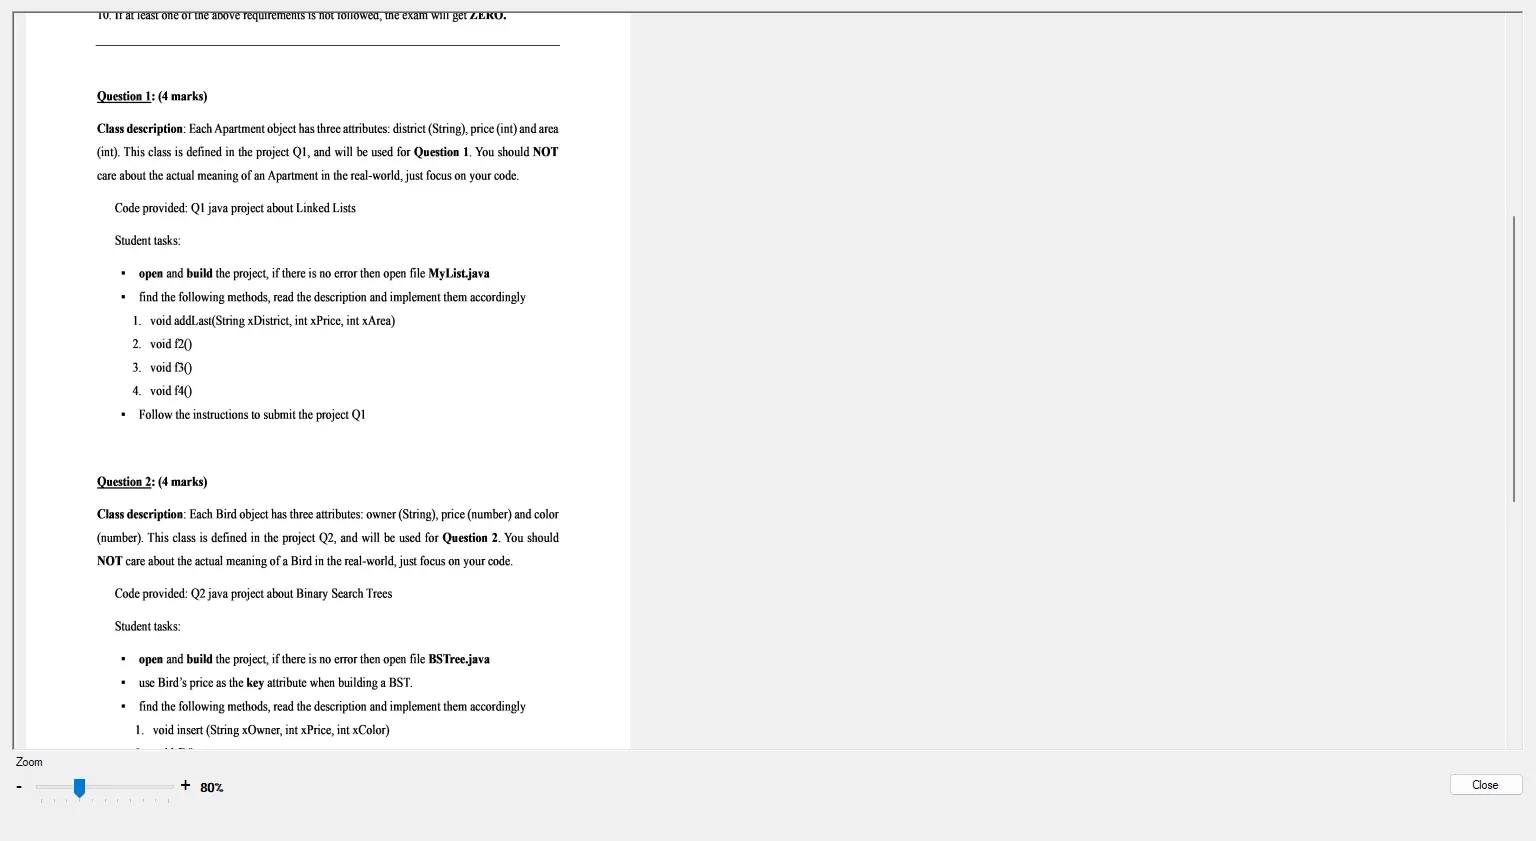 10. If at least one of the above requirements is not followed, the exam will get ZERO.
Question 1: (4 marks)
Class description: Each Apartment object has three attributes: district (String), price (int) and area
(int). This class is defined in the project Q1, and will be used for Question 1. You should NOT
care about the actual meaning of an Apartment in the real-world, just focus on your code.
Code provided: Q1 java project about Linked Lists
Student tasks:
▪ open and build the project, if there is no error then open file MyList.java
▪ find the following methods, read the description and implement them accordingly
1. void addLast(String xDistrict, int xPrice, int xArea)
2. void f2()
3. void f3()
4. void f4()
▪ Follow the instructions to submit the project Q1
Question 2: (4 marks)
Class description: Each Bird object has three attributes: owner (String), price (number) and color
(number). This class is defined in the project Q2, and will be used for Question 2. You should
NOT care about the actual meaning of a Bird in the real-world, just focus on your code.
Code provided: Q2 java project about Binary Search Trees
Student tasks:
▪ open and build the project, if there is no error then open file BSTree.java
▪ use Bird's price as the key attribute when building a BST.
▪ find the following methods, read the description and implement them accordingly
1. void insert (String xOwner, int xPrice, int xColor)
Zoom
- + 80%
Close